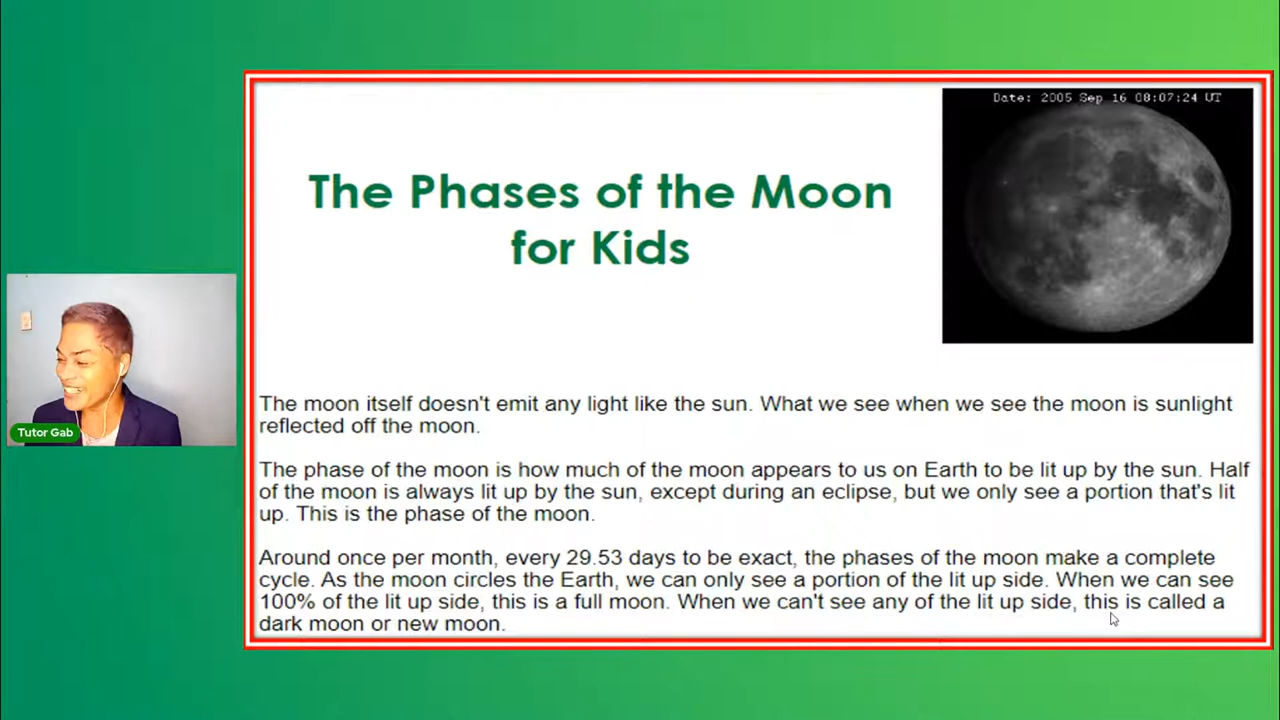 Date: 2005 Sep 16 08:07:24 UT
The Phases of the Moon
for Kids
Tutor Gab
The moon itself doesn't emit any light like the sun. What we see when we see the moon is sunlight
reflected off the moon.
The phase of the moon is how much of the moon appears to us on Earth to be lit up by the sun. Half
of the moon is always lit up by the sun, except during an eclipse, but we only see a portion that's lit
up. This is the phase of the moon.
Around once per month, every 29.53 days to be exact, the phases of the moon make a complete
cycle. As the moon circles the Earth, we can only see a portion of the lit up side. When we can see
100% of the lit up side, this is a full moon. When we can't see any of the lit up side, this is called a
dark moon or new moon.